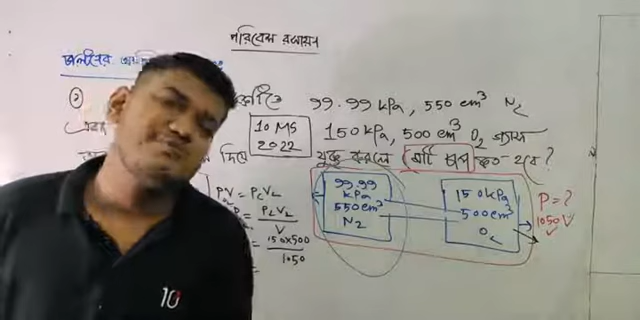 পরিবেশ রসায়ন
99.99 kPa, 550 cm³ N₂
10 MS
2022
150 kPa, 500 cm³ O₂ গ্যাস
যুক্ত করলে মোট চাপ কত হবে?
PV = P₂V₂
= P₂V₂ / V
= 150×500 / 1050
99.99
kPa
550cm³
N₂
150kPa
500cm³
O₂
P = ?
1050 V
10